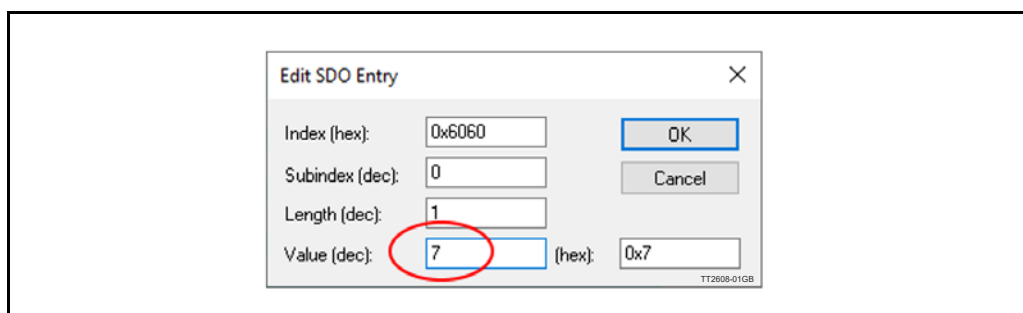 Edit SDO Entry
Index (hex): 0x6060 OK
Subindex (dec): 0 Cancel
Length (dec): 1
Value (dec): 7 (hex): 0x7
TT2608-01GB